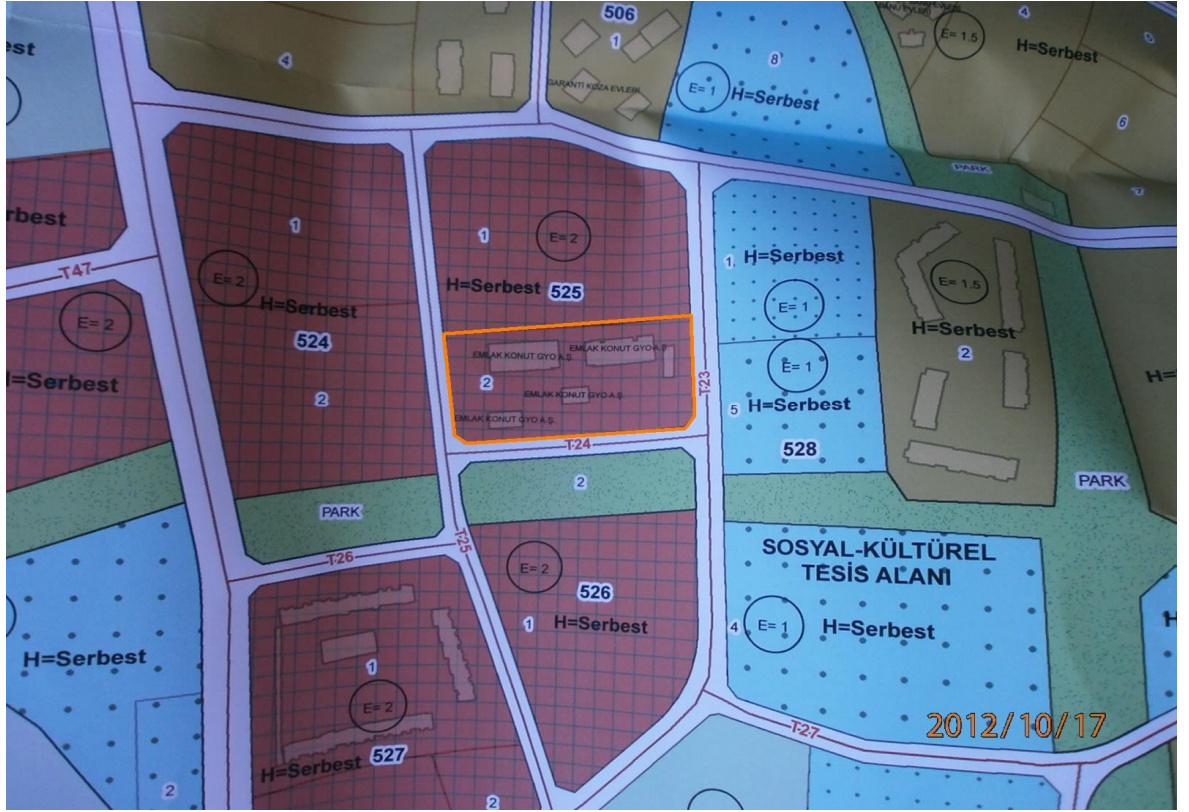 506
1
4
est
GARANTİ KOZA EVLERİ
8
E= 1
H=Serbest
E= 1.5
H=Serbest
4
5
6
PARK
rbest
T47
E= 2
H=Serbest
1
E= 2
H=Serbest
524
2
1
E= 2
H=Serbest
525
EMLAK KONUT GYO A.Ş.
EMLAK KONUT GYO A.Ş.
2
EMLAK KONUT GYO A.Ş.
EMLAK KONUT GYO A.Ş.
T23
T24
1
H=Serbest
E= 1
E= 1
5
H=Serbest
528
E= 1.5
H=Serbest
2
H=
PARK
PARK
2
T25
T26
E= 2
526
1
H=Serbest
SOSYAL-KÜLTÜREL
TESİS ALANI
4
E= 1
H=Serbest
H=Serbest
1
E= 2
H=Serbest
527
2
2
T27
2012/10/17